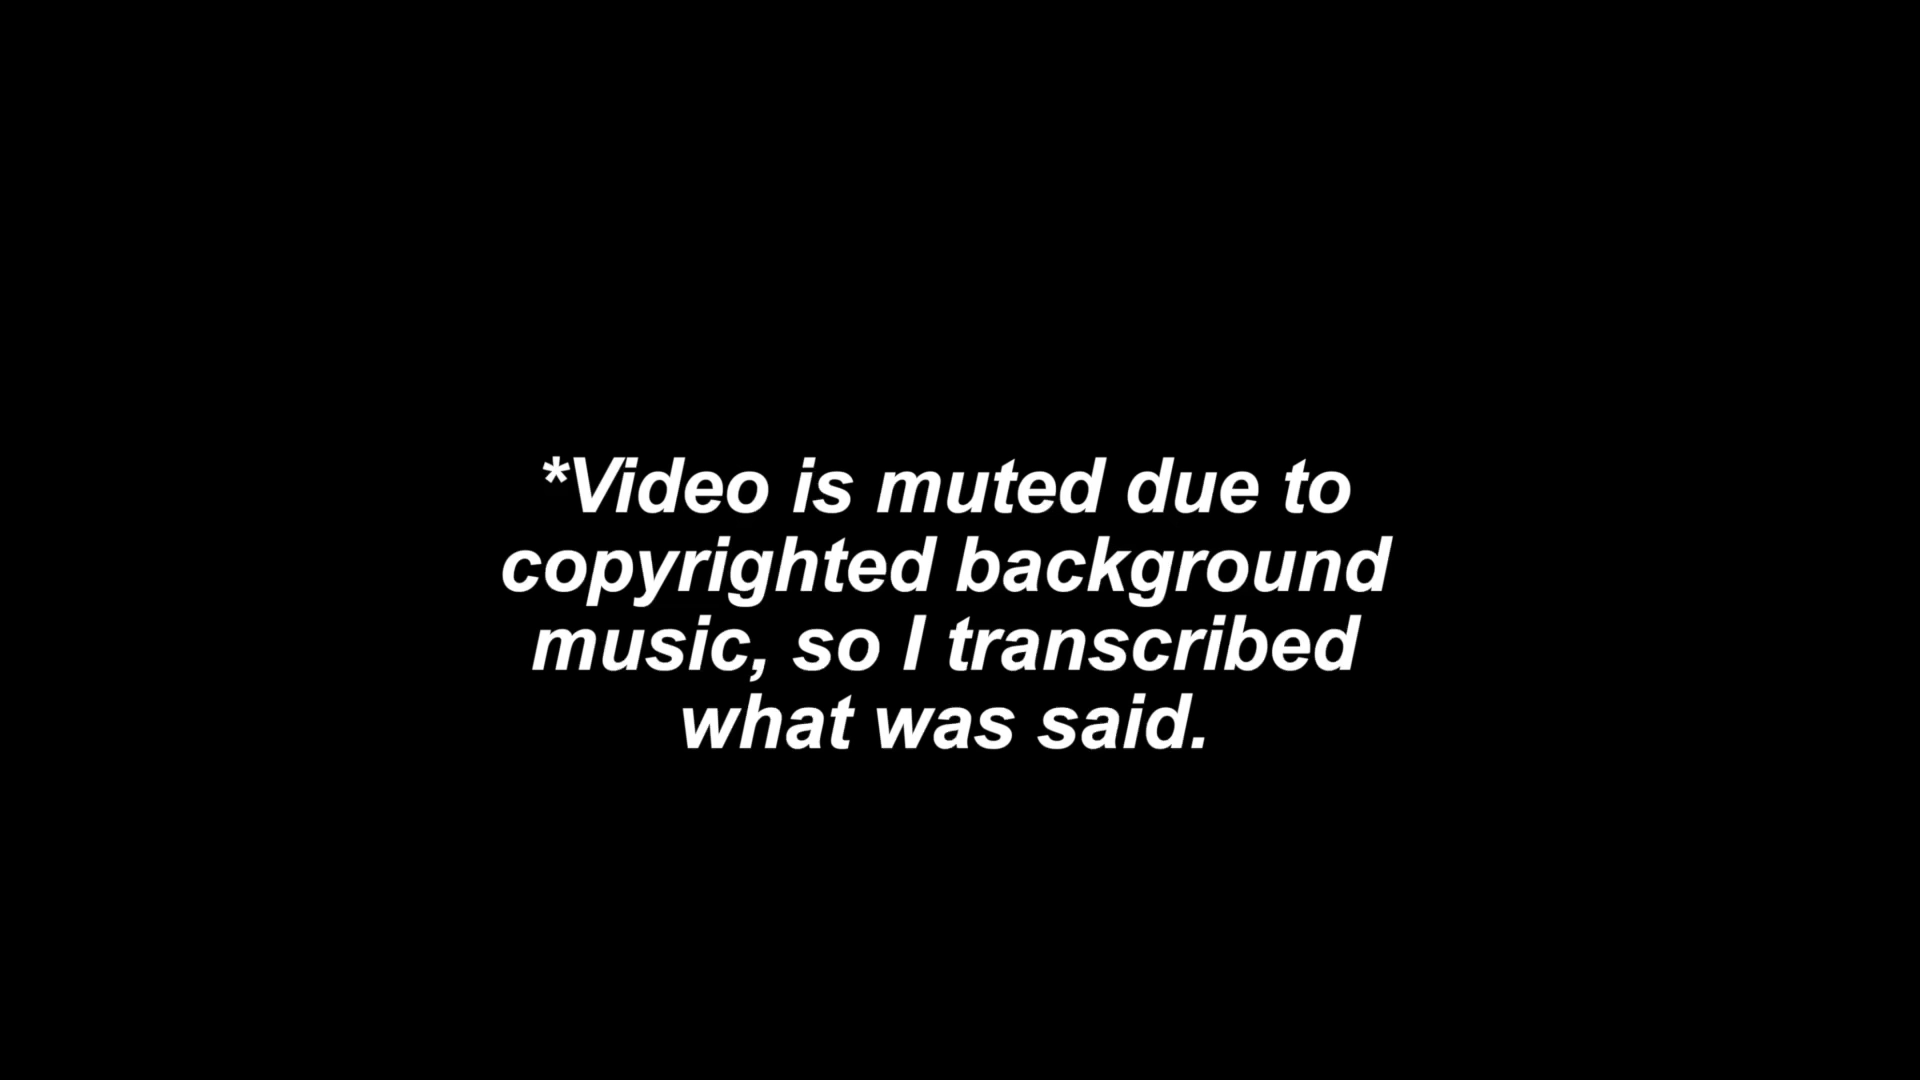 *Video is muted due to
copyrighted background
music, so I transcribed
what was said.